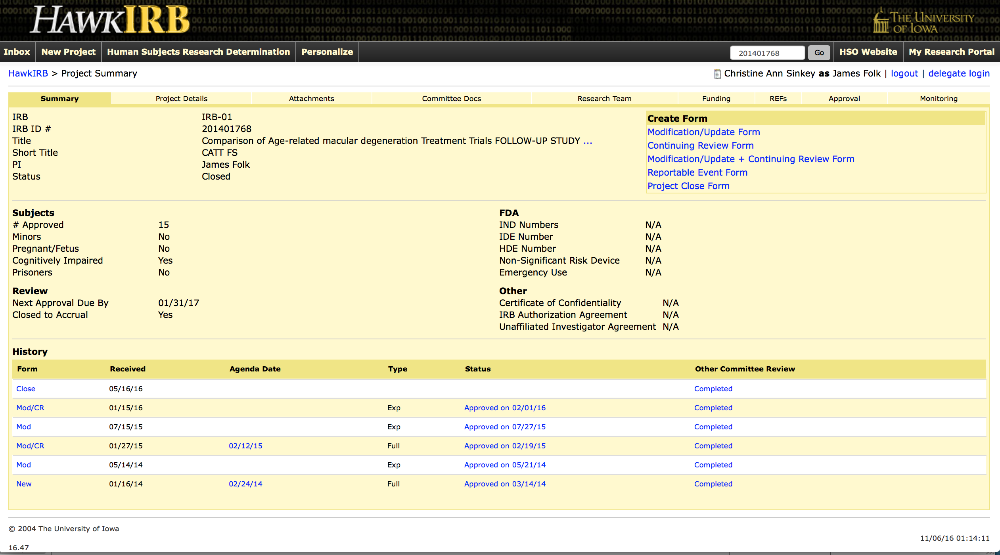 HAWKIRB
THE UNIVERSITY
OF IOWA
Inbox New Project Human Subjects Research Determination Personalize 201401768 Go HSO Website My Research Portal
HawkIRB > Project Summary Christine Ann Sinkey as James Folk | logout | delegate login
Summary Project Details Attachments Committee Docs Research Team Funding REFs Approval Monitoring
IRB IRB-01
IRB ID # 201401768
Title Comparison of Age-related macular degeneration Treatment Trials FOLLOW-UP STUDY ...
Short Title CATT FS
PI James Folk
Status Closed
Create Form
Modification/Update Form
Continuing Review Form
Modification/Update + Continuing Review Form
Reportable Event Form
Project Close Form
Subjects
# Approved 15
Minors No
Pregnant/Fetus No
Cognitively Impaired Yes
Prisoners No
FDA
IND Numbers N/A
IDE Number N/A
HDE Number N/A
Non-Significant Risk Device N/A
Emergency Use N/A
Review
Next Approval Due By 01/31/17
Closed to Accrual Yes
Other
Certificate of Confidentiality N/A
IRB Authorization Agreement N/A
Unaffiliated Investigator Agreement N/A
History
Form Received Agenda Date Type Status Other Committee Review
Close 05/16/16 Completed
Mod/CR 01/15/16 Exp Approved on 02/01/16 Completed
Mod 07/15/15 Exp Approved on 07/27/15 Completed
Mod/CR 01/27/15 02/12/15 Full Approved on 02/19/15 Completed
Mod 05/14/14 Exp Approved on 05/21/14 Completed
New 01/16/14 02/24/14 Full Approved on 03/14/14 Completed
© 2004 The University of Iowa
11/06/16 01:14:11
16.47